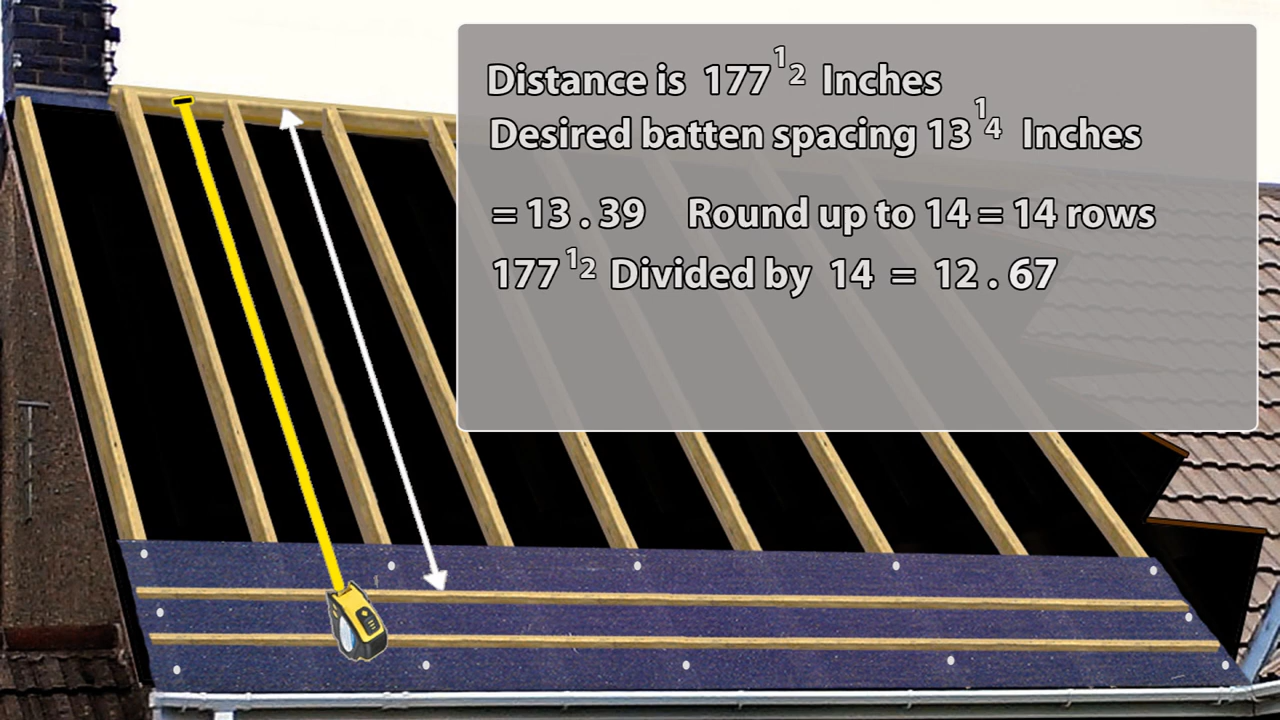 Distance is 177 1/2 Inches
Desired batten spacing 13 1/4 Inches
= 13 . 39 Round up to 14 = 14 rows
177 1/2 Divided by 14 = 12 . 67